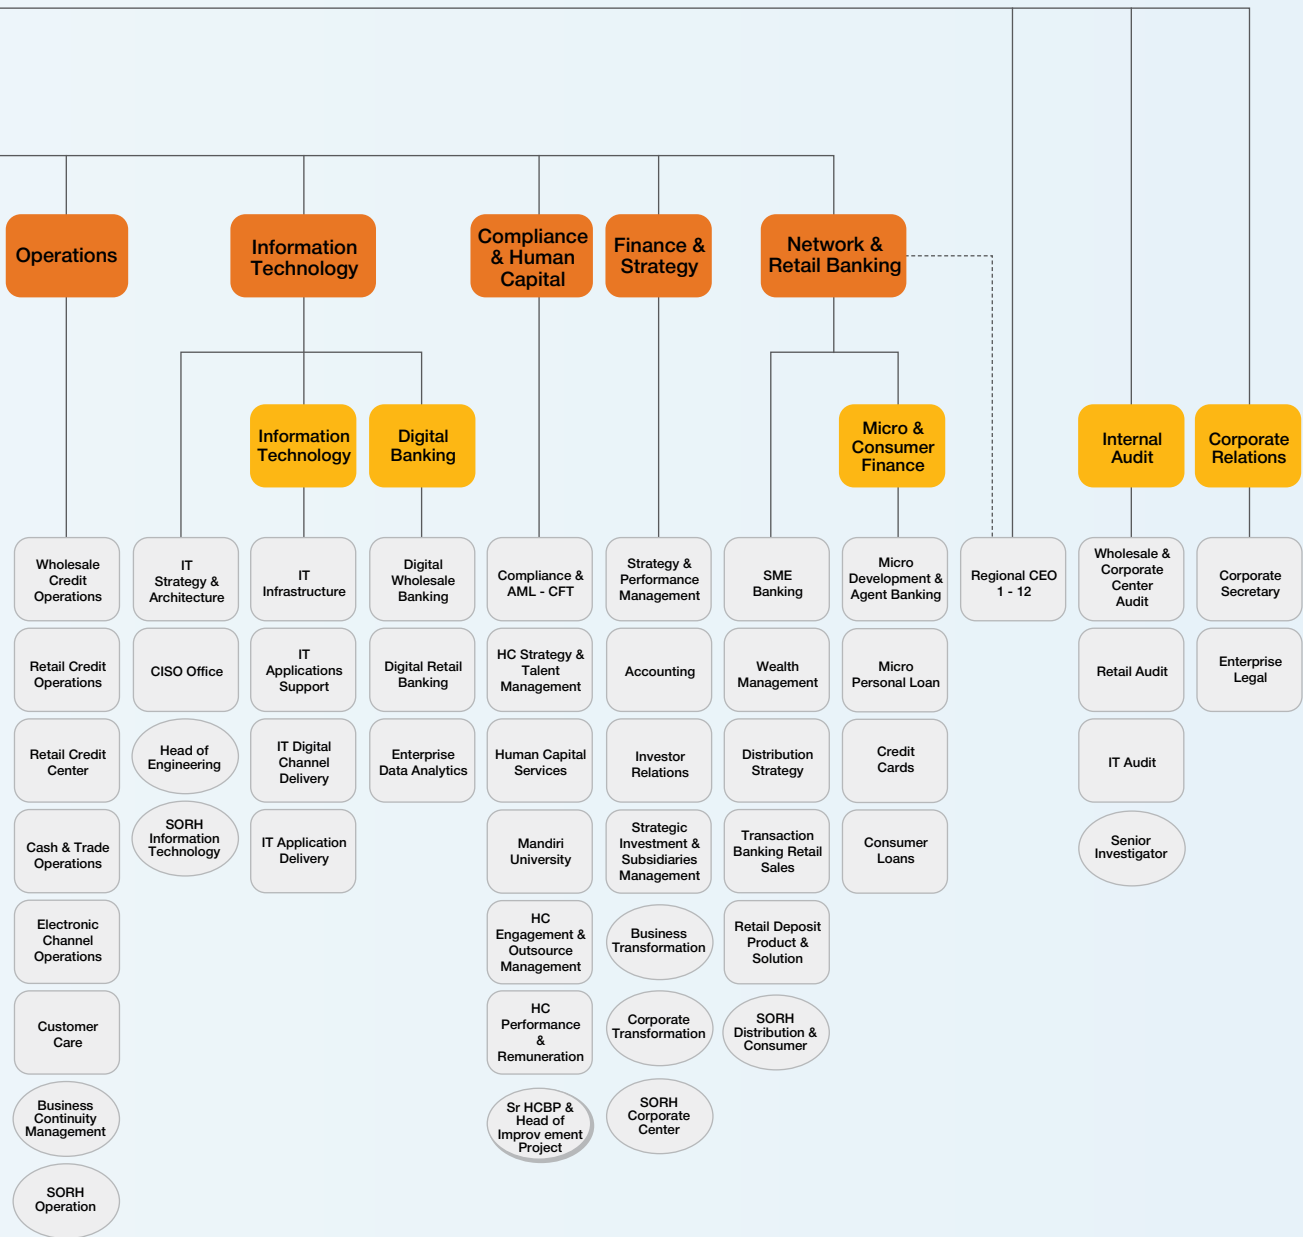 Operations
Information
Technology
Compliance
& Human
Capital
Finance &
Strategy
Network &
Retail Banking
Information
Technology
Digital
Banking
Micro &
Consumer
Finance
Internal
Audit
Corporate
Relations
Wholesale
Credit
Operations
Retail Credit
Operations
Retail Credit
Center
Cash & Trade
Operations
Electronic
Channel
Operations
Customer
Care
Business
Continuity
Management
SORH
Operation
IT
Strategy &
Architecture
CISO Office
Head of
Engineering
SORH
Information
Technology
IT
Infrastructure
IT
Applications
Support
IT Digital
Channel
Delivery
IT Application
Delivery
Digital
Wholesale
Banking
Digital Retail
Banking
Enterprise
Data Analytics
Compliance &
AML - CFT
HC Strategy &
Talent
Management
Human Capital
Services
Mandiri
University
HC
Engagement &
Outsource
Management
HC
Performance
&
Remuneration
Sr HCBP &
Head of
Improv ement
Project
Strategy &
Performance
Management
Accounting
Investor
Relations
Strategic
Investment &
Subsidiaries
Management
Business
Transformation
Corporate
Transformation
SORH
Corporate
Center
SME
Banking
Wealth
Management
Distribution
Strategy
Transaction
Banking Retail
Sales
Retail Deposit
Product &
Solution
SORH
Distribution &
Consumer
Micro
Development &
Agent Banking
Micro
Personal Loan
Credit
Cards
Consumer
Loans
Regional CEO
1 - 12
Wholesale &
Corporate
Center
Audit
Retail Audit
IT Audit
Senior
Investigator
Corporate
Secretary
Enterprise
Legal